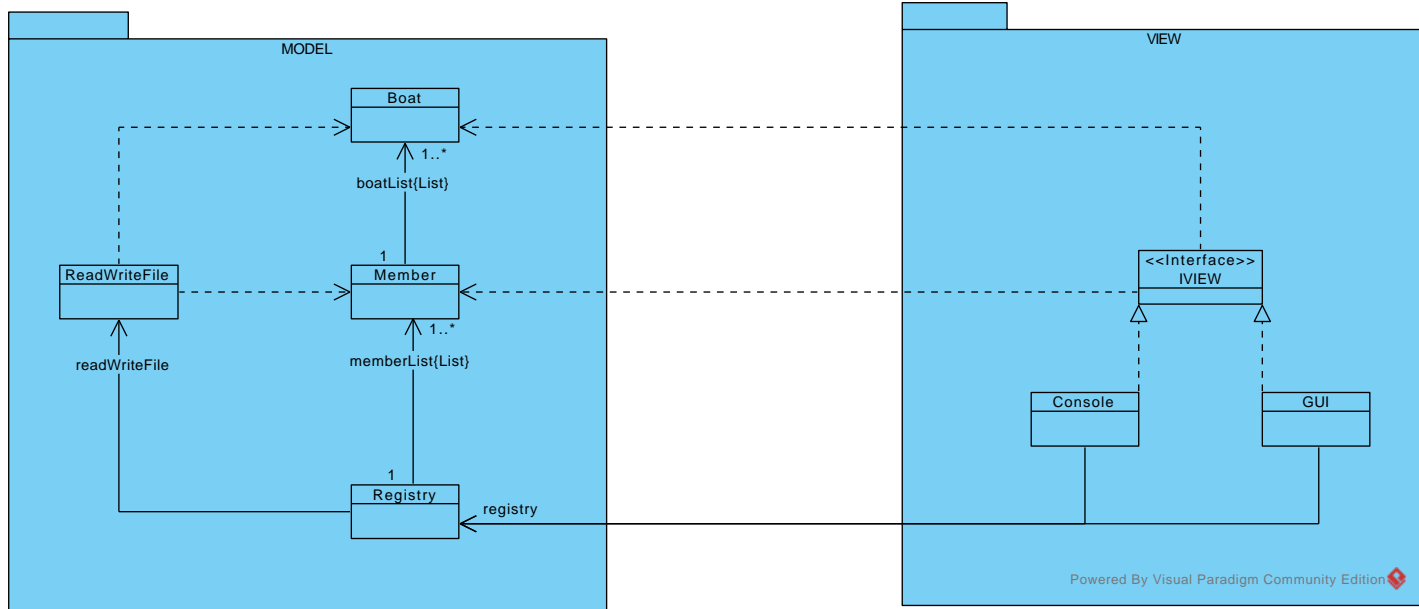 MODEL
Boat
1..*
boatList{List}
1
ReadWriteFile
Member
1..*
readWriteFile
memberList{List}
1
Registry
registry
VIEW
<<Interface>>
IVIEW
Console
GUI
Powered By Visual Paradigm Community Edition